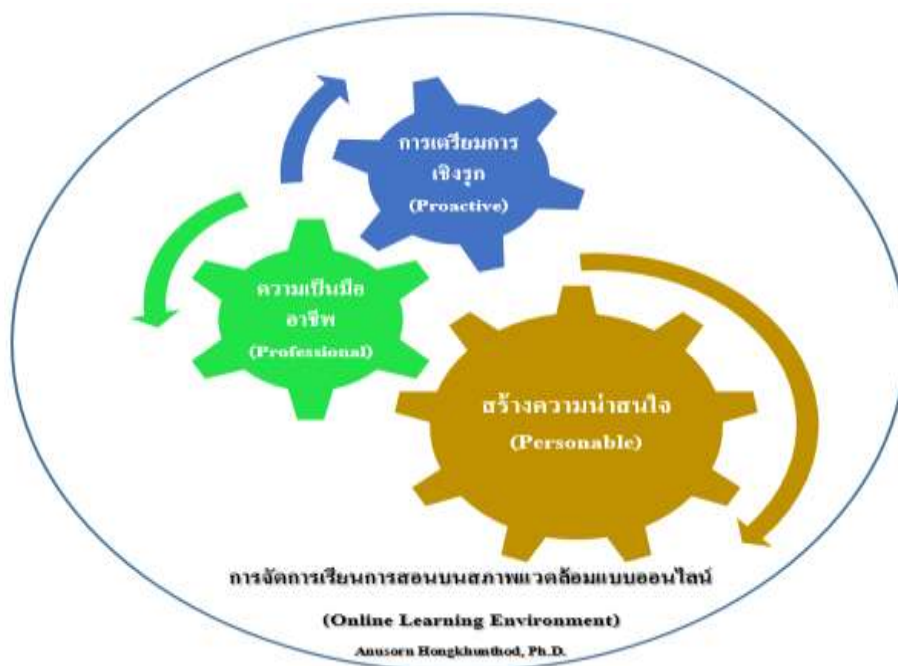 การเตรียมการ
เชิงรุก
(Proactive)
ความเป็นมือ
อาชีพ
(Professional)
สร้างความน่าสนใจ
(Personable)
การจัดการเรียนการสอนบนสภาพแวดล้อมแบบออนไลน์
(Online Learning Environment)
Anusorn Hongkhunthod, Ph.D.